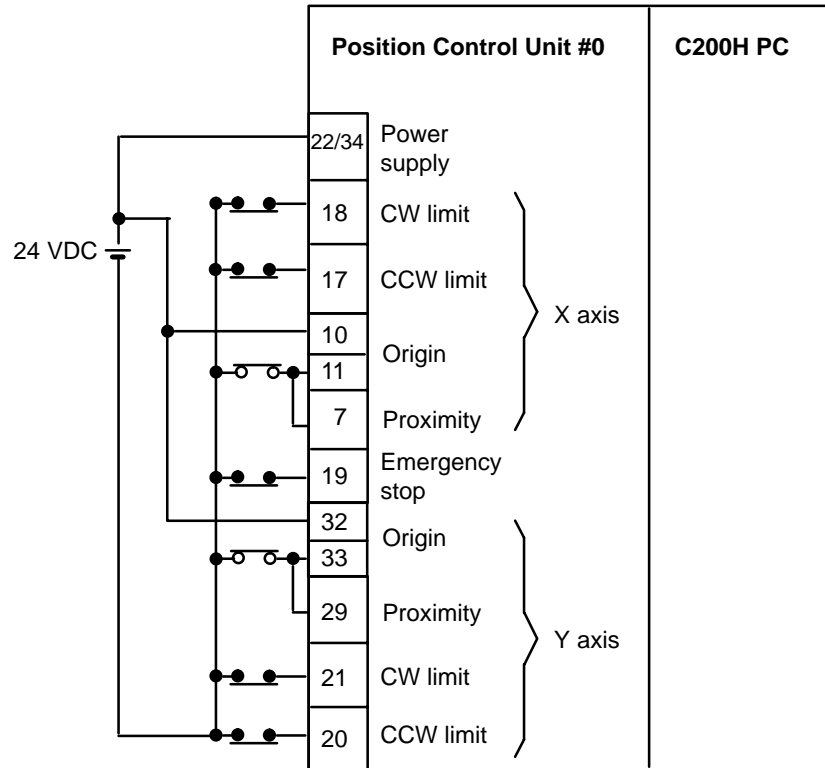 Position Control Unit #0
C200H PC
22/34
Power
supply
18
CW limit
24 VDC
17
CCW limit
X axis
10
Origin
11
7
Proximity
19
Emergency
stop
32
Origin
33
29
Proximity
Y axis
21
CW limit
20
CCW limit